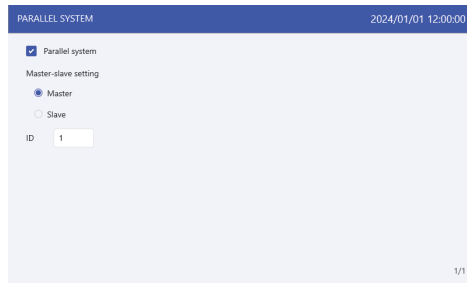 PARALLEL SYSTEM 2024/01/01 12:00:00
Parallel system
Master-slave setting
Master
Slave
ID 1
1/1